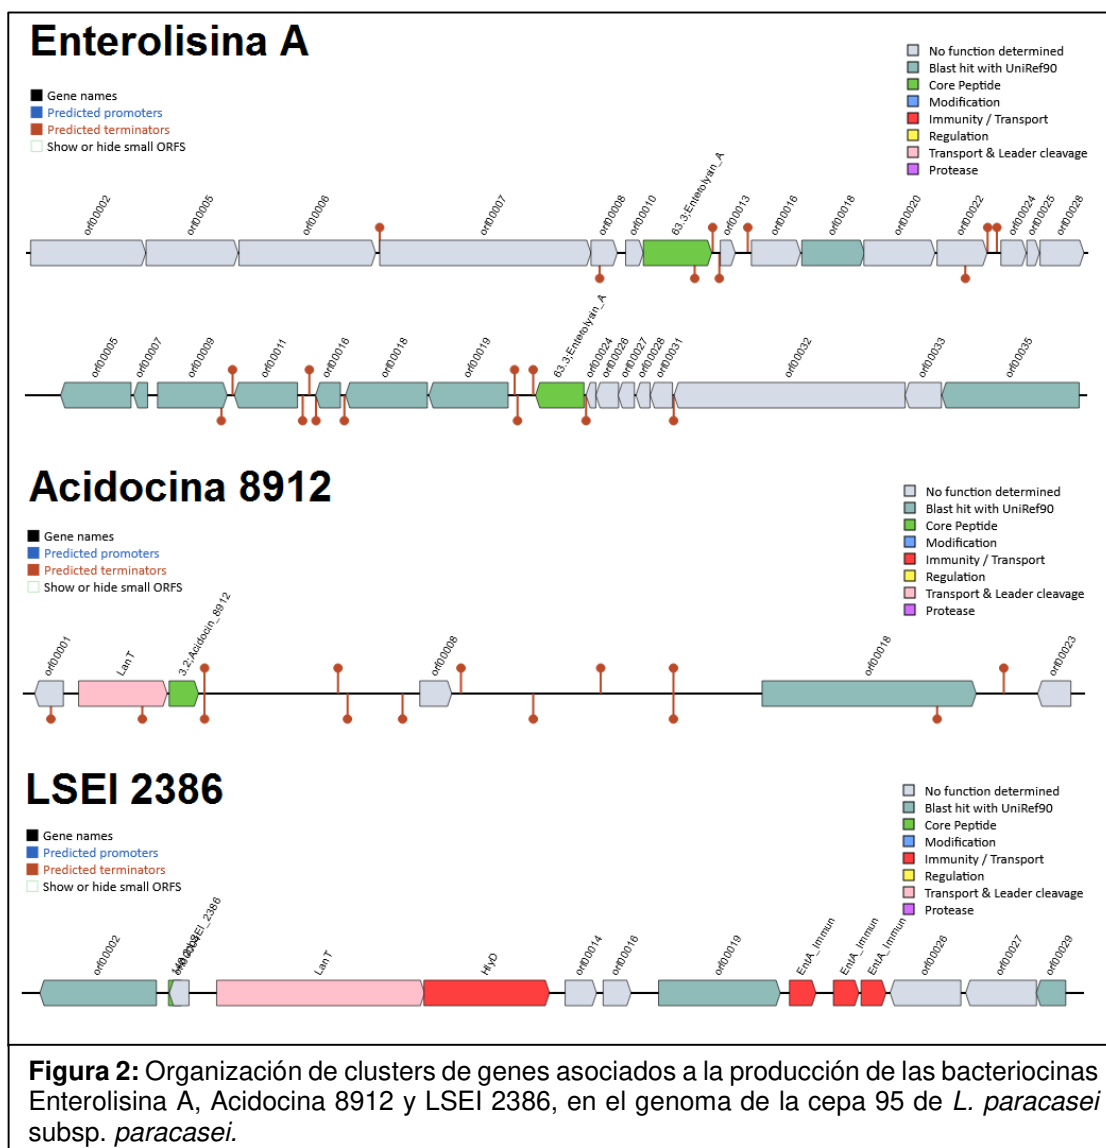 Enterolisina A
Gene names
Predicted promoters
Predicted terminators
Show or hide small ORFS
No function determined
Blast hit with UniRef90
Core Peptide
Modification
Immunity / Transport
Regulation
Transport & Leader cleavage
Protease
orf00002
orf00005
orf00006
orf00007
orf00008
orf00010
63.3;Enterolysin_A
orf00013
orf00016
orf00018
orf00020
orf00022
orf00024
orf00025
orf00028
orf00005
orf00007
orf00009
orf00011
orf00016
orf00018
orf00019
63.3;Enterolysin_A
orf00024
orf00026
orf00027
orf00028
orf00031
orf00032
orf00033
orf00035
Acidocina 8912
Gene names
Predicted promoters
Predicted terminators
Show or hide small ORFS
No function determined
Blast hit with UniRef90
Core Peptide
Modification
Immunity / Transport
Regulation
Transport & Leader cleavage
Protease
orf00001
LanT
3.2;Acidocin_8912
orf00008
orf00018
orf00023
LSEI 2386
Gene names
Predicted promoters
Predicted terminators
Show or hide small ORFS
No function determined
Blast hit with UniRef90
Core Peptide
Modification
Immunity / Transport
Regulation
Transport & Leader cleavage
Protease
orf00002
LanT
HlyD
orf00014
orf00016
orf00019
EntA_Immun
EntA_Immun
EntA_Immun
orf00026
orf00027
orf00029
Figura 2: Organización de clusters de genes asociados a la producción de las bacteriocinas
Enterolisina A, Acidocina 8912 y LSEI 2386, en el genoma de la cepa 95 de L. paracasei
subsp. paracasei.